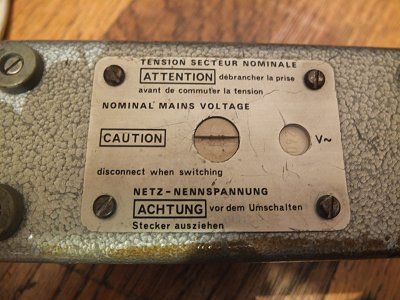 TENSION SECTEUR NOMINALE
ATTENTION débrancher la prise
avant de commuter la tension
NOMINAL MAINS VOLTAGE
CAUTION V~
disconnect when switching
NETZ-NENNSPANNUNG
ACHTUNG vor dem Umschalten
Stecker ausziehen